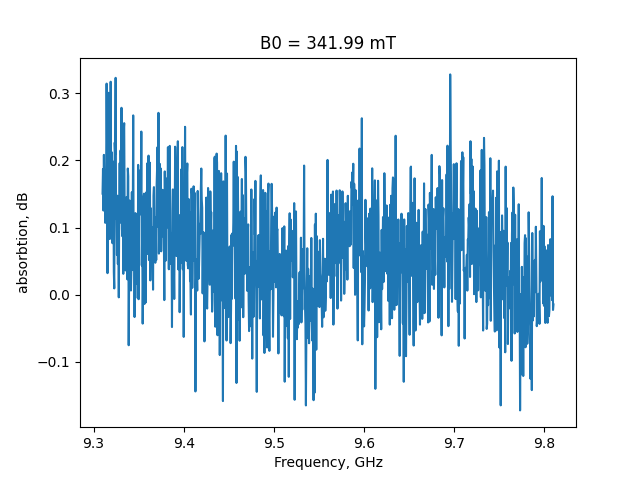 B0 = 341.99 mT
absorbtion, dB
0.3
0.2
0.1
0.0
−0.1
9.3 9.4 9.5 9.6 9.7 9.8
Frequency, GHz